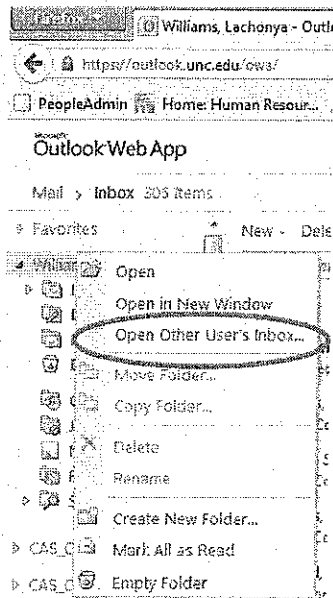 Williams, Lachonya - Outl
https://outlook.unc.edu/owa/
PeopleAdmin Home: Human Resour...
Microsoft
Outlook Web App
Mail > Inbox 305 Items
Favorites
New - Dele
Open
Open in New Window
Open Other User's Inbox...
Move Folder...
Copy Folder...
Delete
Rename
Create New Folder...
CAS_C Mark All as Read
CAS_C Empty Folder